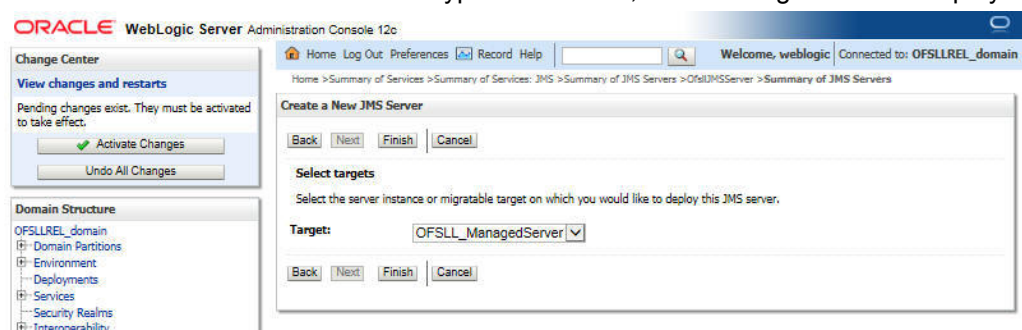 ORACLE WebLogic Server Administration Console 12c
Change Center
View changes and restarts
Pending changes exist. They must be activated
to take effect.
Activate Changes
Undo All Changes
Domain Structure
OFSLLREL_domain
Domain Partitions
Environment
Deployments
Services
Security Realms
Interoperability
Home Log Out Preferences Record Help
Welcome, weblogic Connected to: OFSLLREL_domain
Home >Summary of Services >Summary of Services: JMS >Summary of JMS Servers >OfsllJMSServer >Summary of JMS Servers
Create a New JMS Server
Back Next Finish Cancel
Select targets
Select the server instance or migratable target on which you would like to deploy this JMS server.
Target: OFSLL_ManagedServer
Back Next Finish Cancel